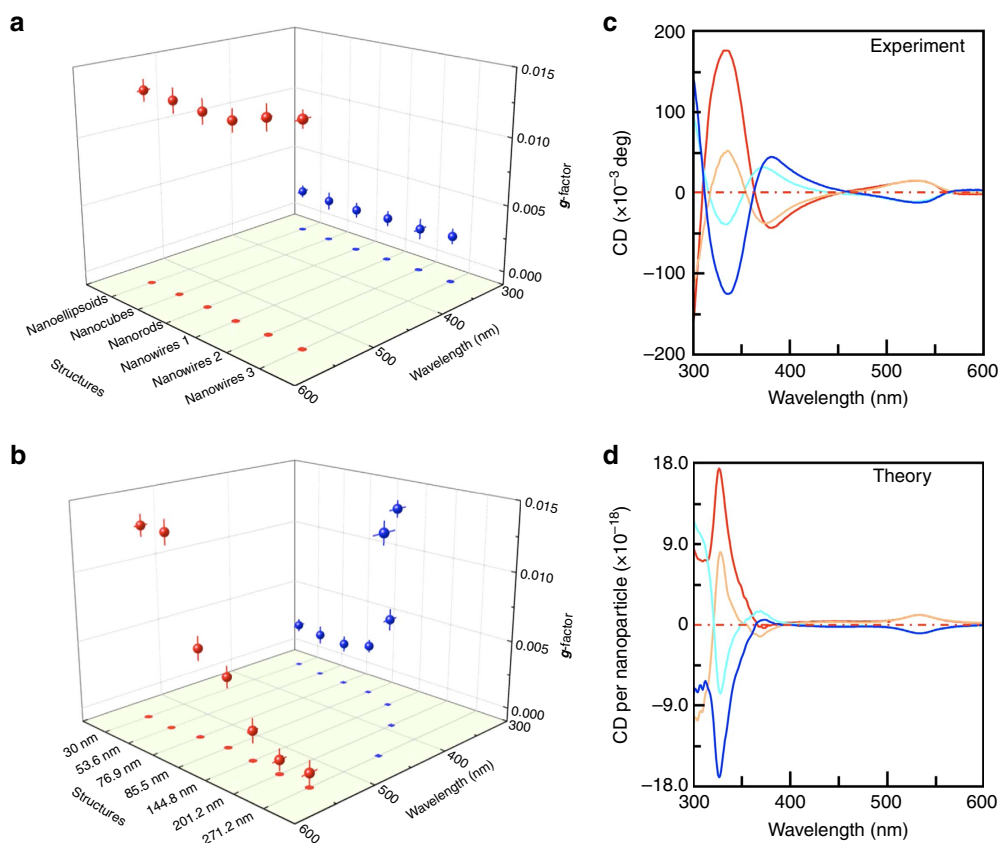 a
0.015
0.010
0.005
0.000
g-factor
300
400
500
600
Wavelength (nm)
Nanoellipsoids
Nanocubes
Nanorods
Nanowires 1
Nanowires 2
Nanowires 3
Structures
c
Experiment
200
100
0
−100
−200
CD (×10⁻³ deg)
300 400 500 600
Wavelength (nm)
b
0.015
0.010
0.005
0.000
g-factor
300
400
500
600
Wavelength (nm)
30 nm
53.6 nm
76.9 nm
85.5 nm
144.8 nm
201.2 nm
271.2 nm
Structures
d
Theory
18.0
9.0
0
−9.0
−18.0
CD per nanoparticle (×10⁻¹⁸)
300 400 500 600
Wavelength (nm)